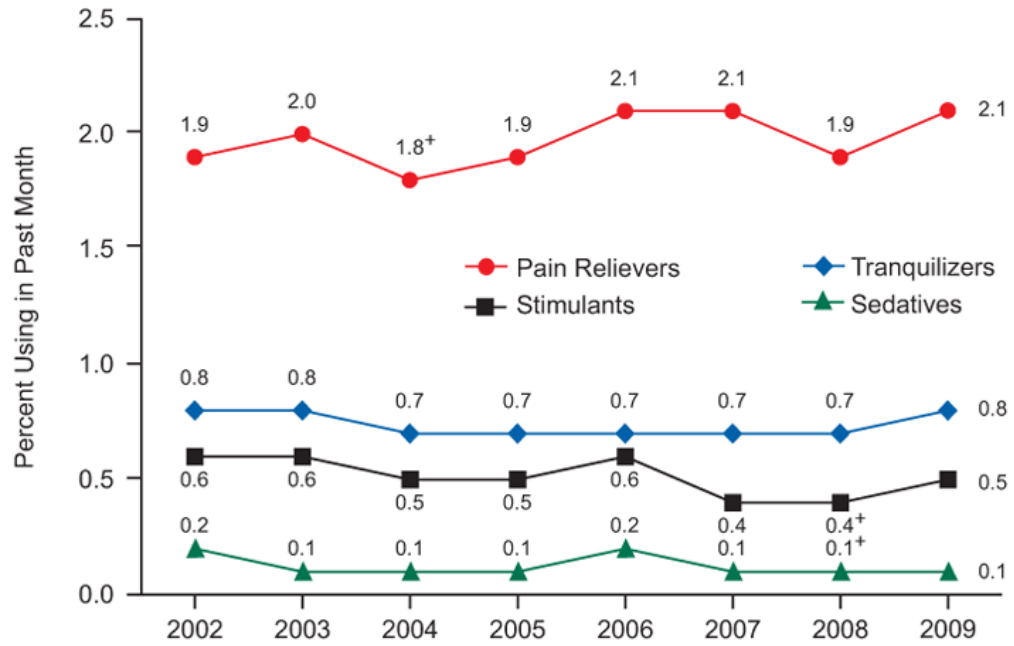 2.5
2.1 2.1
2.0
1.9 1.9 1.9 2.1
2.0
1.8+
Percent Using in Past Month
1.5
Pain Relievers Tranquilizers
Stimulants Sedatives
1.0
0.8 0.8
0.7 0.7 0.7 0.7 0.7 0.8
0.5
0.6 0.6 0.6 0.5
0.5 0.5
0.2 0.2 0.4 0.4+
0.1 0.1 0.1 0.1 0.1+
0.1
0.0
2002 2003 2004 2005 2006 2007 2008 2009